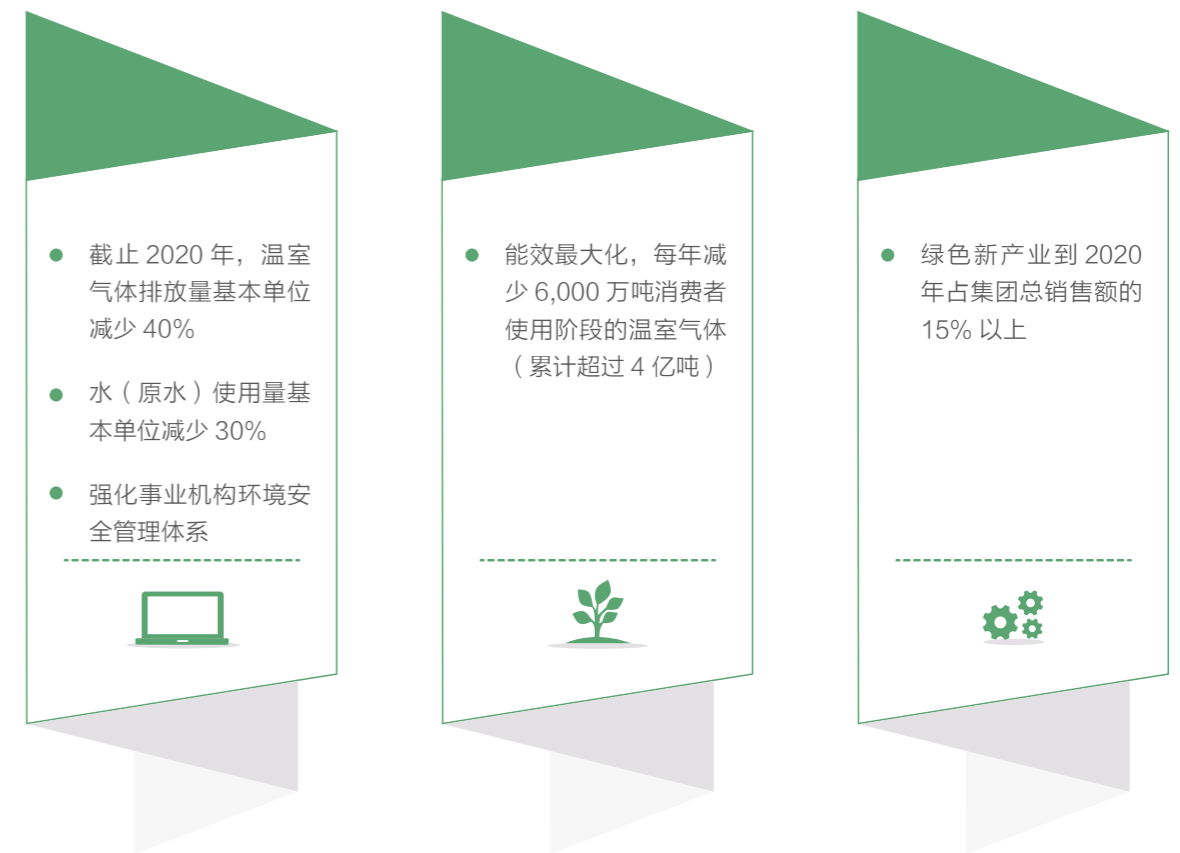 截止 2020 年，温室
气体排放量基本单位
减少 40%
水（原水）使用量基
本单位减少 30%
强化事业机构环境安
全管理体系
能效最大化，每年减
少 6,000 万吨消费者
使用阶段的温室气体
（累计超过 4 亿吨）
绿色新产业到 2020
年占集团总销售额的
15% 以上